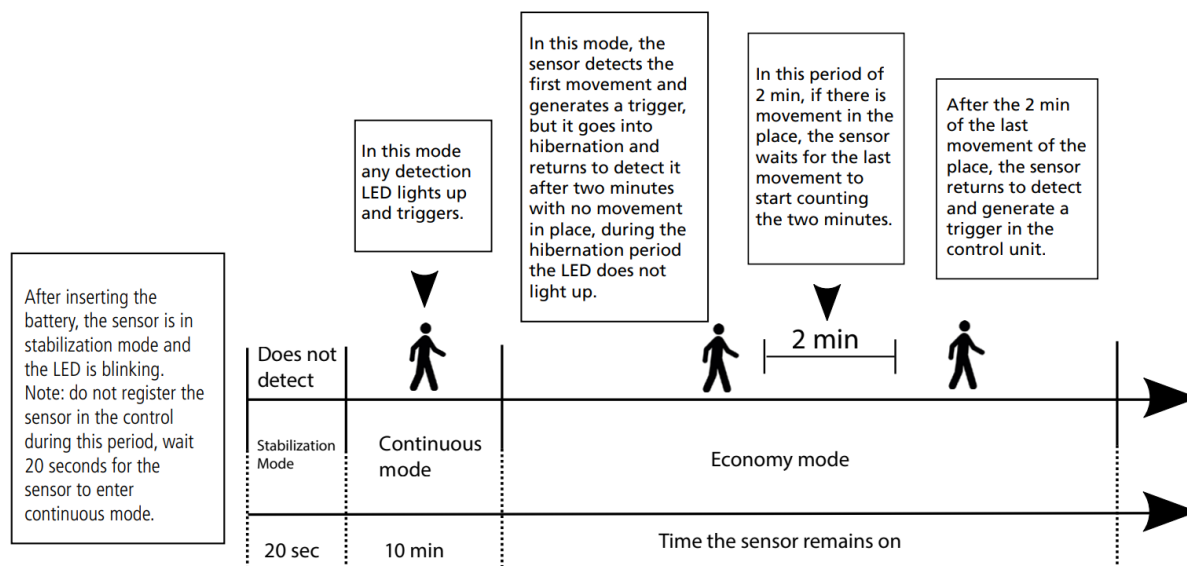 In this mode, the
sensor detects the
first movement and
generates a trigger,
but it goes into
hibernation and
returns to detect it
after two minutes
with no movement
in place, during the
hibernation period
the LED does not
light up.
In this period of
2 min, if there is
movement in the
place, the sensor
waits for the last
movement to
start counting
the two minutes.
After the 2 min
of the last
movement of the
place, the sensor
returns to detect
and generate a
trigger in the
control unit.
In this mode
any detection
LED lights up
and triggers.
After inserting the
battery, the sensor is in
stabilization mode and
the LED is blinking.
Note: do not register the
sensor in the control
during this period, wait
20 seconds for the
sensor to enter
continuous mode.
Does not
detect
2 min
Stabilization
Mode
Continuous
mode
Economy mode
20 sec
10 min
Time the sensor remains on